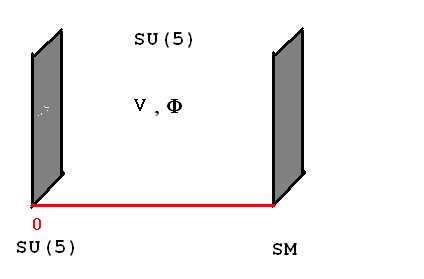 SU(5)
V , Φ
0
SU(5)
SM